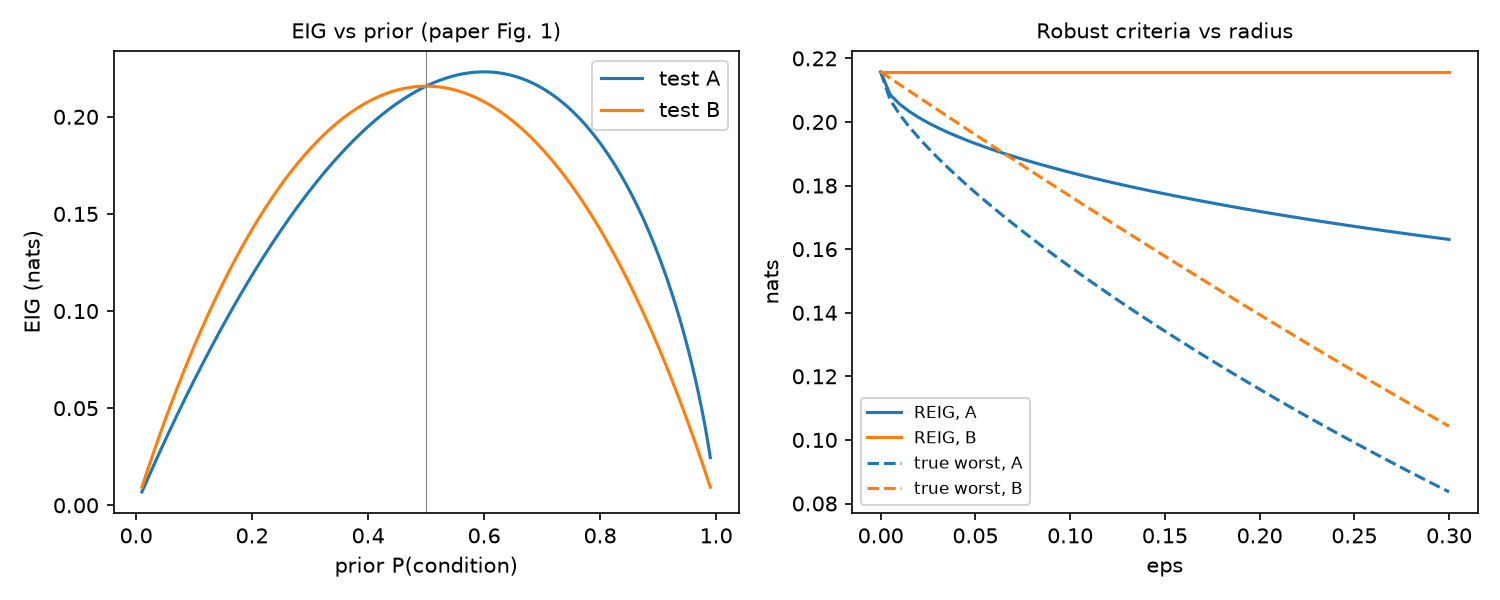 EIG vs prior (paper Fig. 1)
test A
test B
EIG (nats)
0.20
0.15
0.10
0.05
0.00
0.0 0.2 0.4 0.6 0.8 1.0
prior P(condition)
Robust criteria vs radius
nats
0.22
0.20
0.18
0.16
0.14
0.12
0.10
0.08
REIG, A
REIG, B
true worst, A
true worst, B
0.00 0.05 0.10 0.15 0.20 0.25 0.30
eps